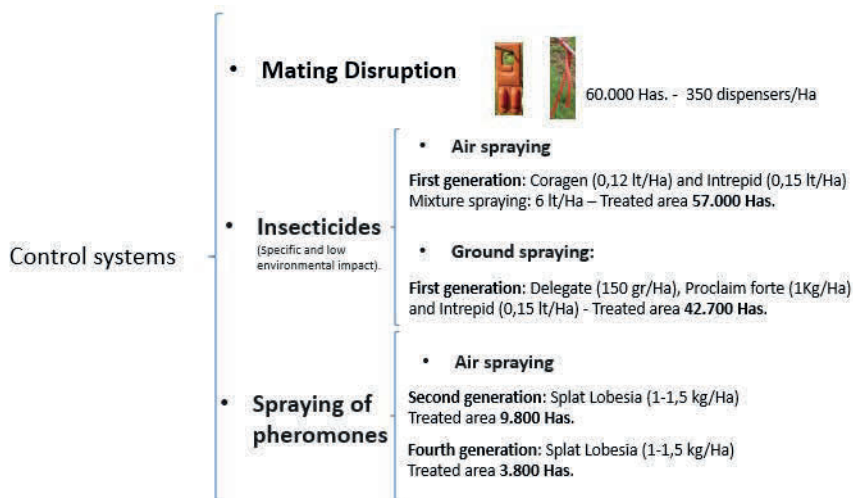 Control systems
• Mating Disruption
60.000 Has. - 350 dispensers/Ha
• Insecticides
(Specific and low
environmental impact).
• Air spraying
First generation: Coragen (0,12 lt/Ha) and Intrepid (0,15 lt/Ha)
Mixture spraying: 6 lt/Ha – Treated area 57.000 Has.
• Ground spraying:
First generation: Delegate (150 gr/Ha), Proclaim forte (1Kg/Ha)
and Intrepid (0,15 lt/Ha) - Treated area 42.700 Has.
• Spraying of
pheromones
• Air spraying
Second generation: Splat Lobesia (1-1,5 kg/Ha)
Treated area 9.800 Has.
Fourth generation: Splat Lobesia (1-1,5 kg/Ha)
Treated area 3.800 Has.